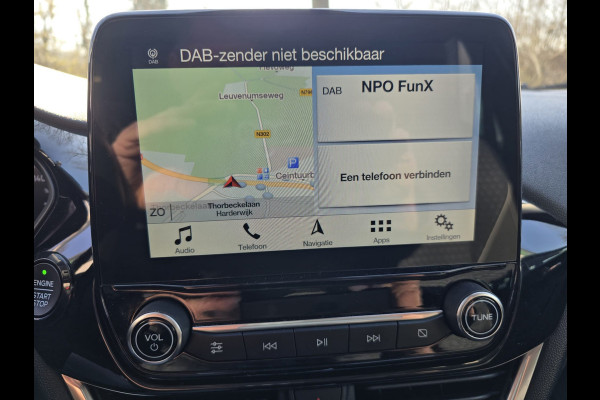 DAB
DAB-zender niet beschikbaar
Leuvenumseweg
N302
P
Ceintuurb
ZO
Thorbeckelaan
Harderwijk
DAB
NPO FunX
Een telefoon verbinden
Audio
Telefoon
Navigatie
Apps
Instellingen
ENGINE
START
STOP
VOL
TUNE